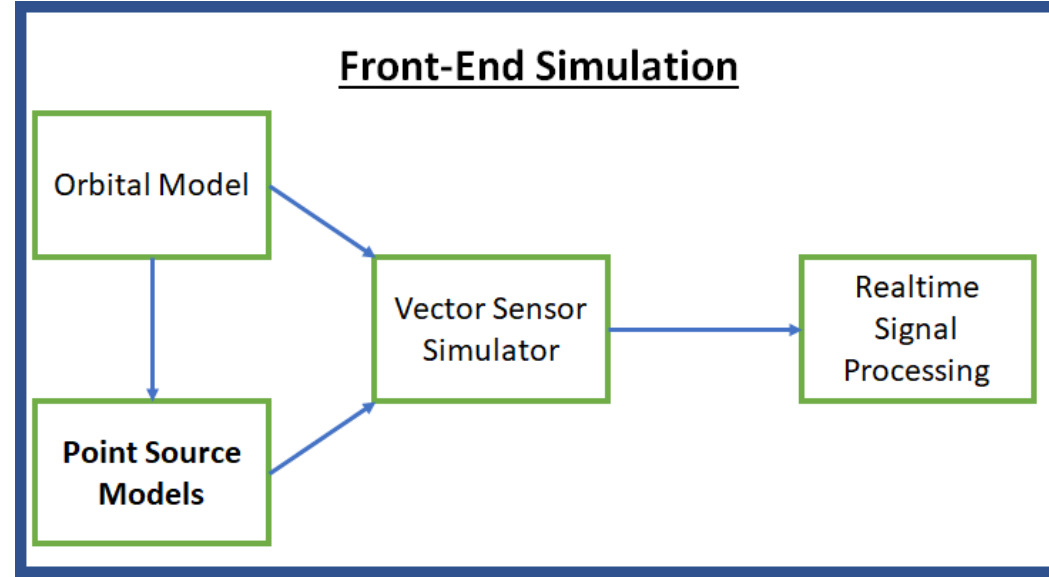 Front-End Simulation
Orbital Model
Vector Sensor
Simulator
Realtime
Signal
Processing
Point Source
Models